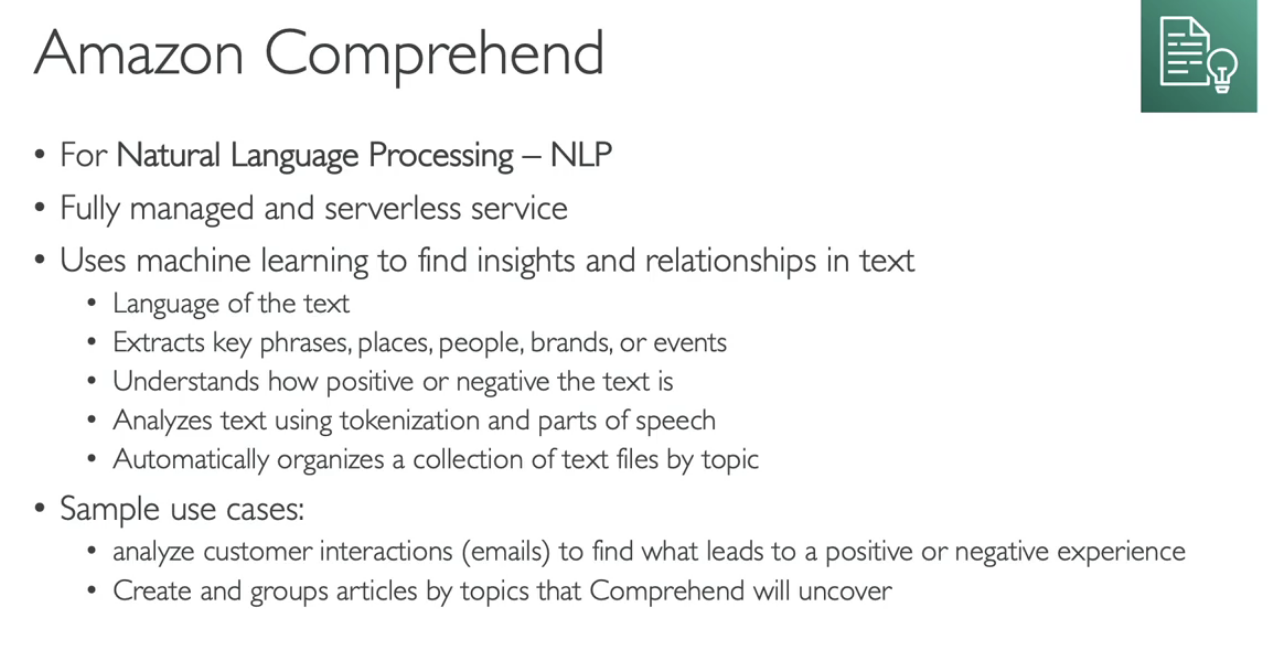 Amazon Comprehend
• For Natural Language Processing – NLP
• Fully managed and serverless service
• Uses machine learning to find insights and relationships in text
• Language of the text
• Extracts key phrases, places, people, brands, or events
• Understands how positive or negative the text is
• Analyzes text using tokenization and parts of speech
• Automatically organizes a collection of text files by topic
• Sample use cases:
• analyze customer interactions (emails) to find what leads to a positive or negative experience
• Create and groups articles by topics that Comprehend will uncover